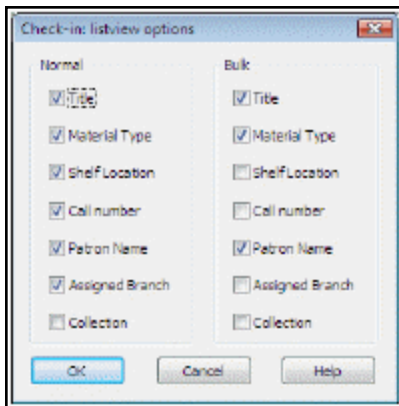 Check-in: listview options
Normal
Title
Material Type
Shelf Location
Call number
Patron Name
Assigned Branch
Collection
Bulk
Title
Material Type
Shelf Location
Call number
Patron Name
Assigned Branch
Collection
OK
Cancel
Help